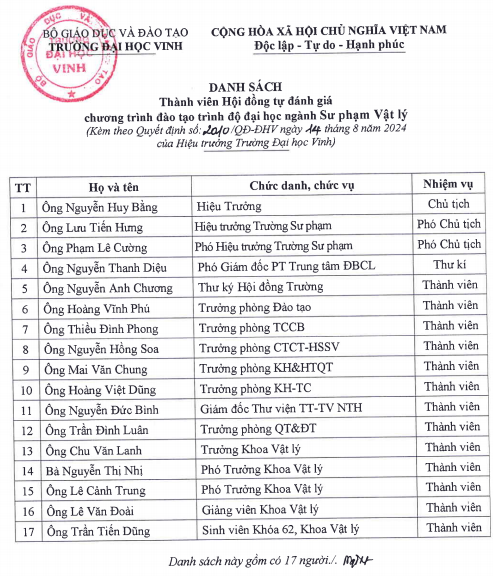 BỘ GIÁO DỤC VÀ ĐÀO TẠO
TRƯỜNG ĐẠI HỌC VINH
CỘNG HÒA XÃ HỘI CHỦ NGHĨA VIỆT NAM
Độc lập - Tự do - Hạnh phúc
BỘ GIÁO DỤC VÀ ĐÀO TẠO
TRƯỜNG
ĐẠI HỌC
VINH
DANH SÁCH
Thành viên Hội đồng tự đánh giá
chương trình đào tạo trình độ đại học ngành Sư phạm Vật lý
(Kèm theo Quyết định số: 2010/QĐ-ĐHV ngày 14 tháng 8 năm 2024
của Hiệu trưởng Trường Đại học Vinh)
TT Họ và tên Chức danh, chức vụ Nhiệm vụ
1 Ông Nguyễn Huy Bằng Hiệu Trưởng Chủ tịch
2 Ông Lưu Tiến Hưng Hiệu trưởng Trường Sư phạm Phó Chủ tịch
3 Ông Phạm Lê Cường Phó Hiệu trưởng Trường Sư phạm Phó Chủ tịch
4 Ông Nguyễn Thanh Diệu Phó Giám đốc PT Trung tâm ĐBCL Thư kí
5 Ông Nguyễn Anh Chương Thư ký Hội đồng Trường Thành viên
6 Ông Hoàng Vĩnh Phú Trưởng phòng Đào tạo Thành viên
7 Ông Thiều Đình Phong Trưởng phòng TCCB Thành viên
8 Ông Nguyễn Hồng Soa Trưởng phòng CTCT-HSSV Thành viên
9 Ông Mai Văn Chung Trưởng phòng KH&HTQT Thành viên
10 Ông Hoàng Việt Dũng Trưởng phòng KH-TC Thành viên
11 Ông Nguyễn Đức Bình Giám đốc Thư viện TT-TV NTH Thành viên
12 Ông Trần Đình Luân Trưởng phòng QT&ĐT Thành viên
13 Ông Chu Văn Lanh Trưởng Khoa Vật lý Thành viên
14 Bà Nguyễn Thị Nhị Phó Trưởng Khoa Vật lý Thành viên
15 Ông Lê Cảnh Trung Phó Trưởng Khoa Vật lý Thành viên
16 Ông Lê Văn Đoài Giảng viên Khoa Vật lý Thành viên
17 Ông Trần Tiến Dũng Sinh viên Khóa 62, Khoa Vật lý Thành viên
Danh sách này gồm có 17 người./.